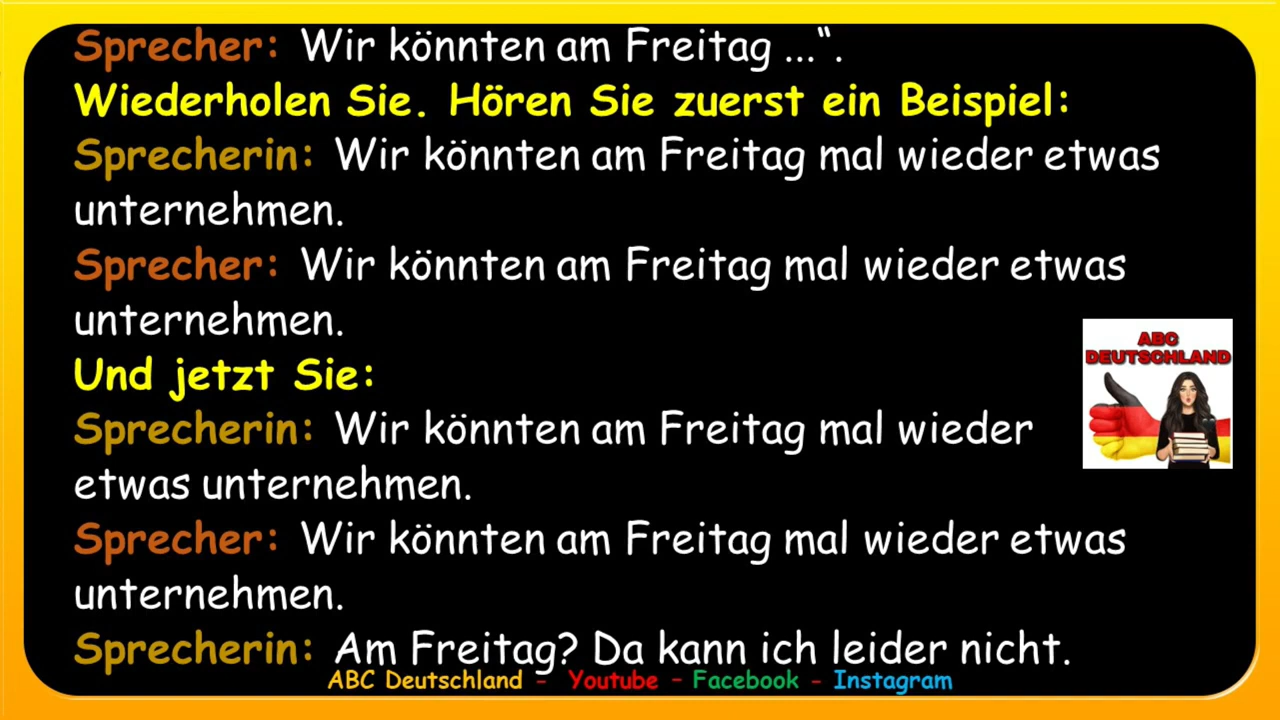 Sprecher: Wir könnten am Freitag ...“.
Wiederholen Sie. Hören Sie zuerst ein Beispiel:
Sprecherin: Wir könnten am Freitag mal wieder etwas
unternehmen.
Sprecher: Wir könnten am Freitag mal wieder etwas
unternehmen.
Und jetzt Sie:
Sprecherin: Wir könnten am Freitag mal wieder
etwas unternehmen.
Sprecher: Wir könnten am Freitag mal wieder etwas
unternehmen.
Sprecherin: Am Freitag? Da kann ich leider nicht.
ABC
DEUTSCHLAND
ABC Deutschland - Youtube - Facebook - Instagram